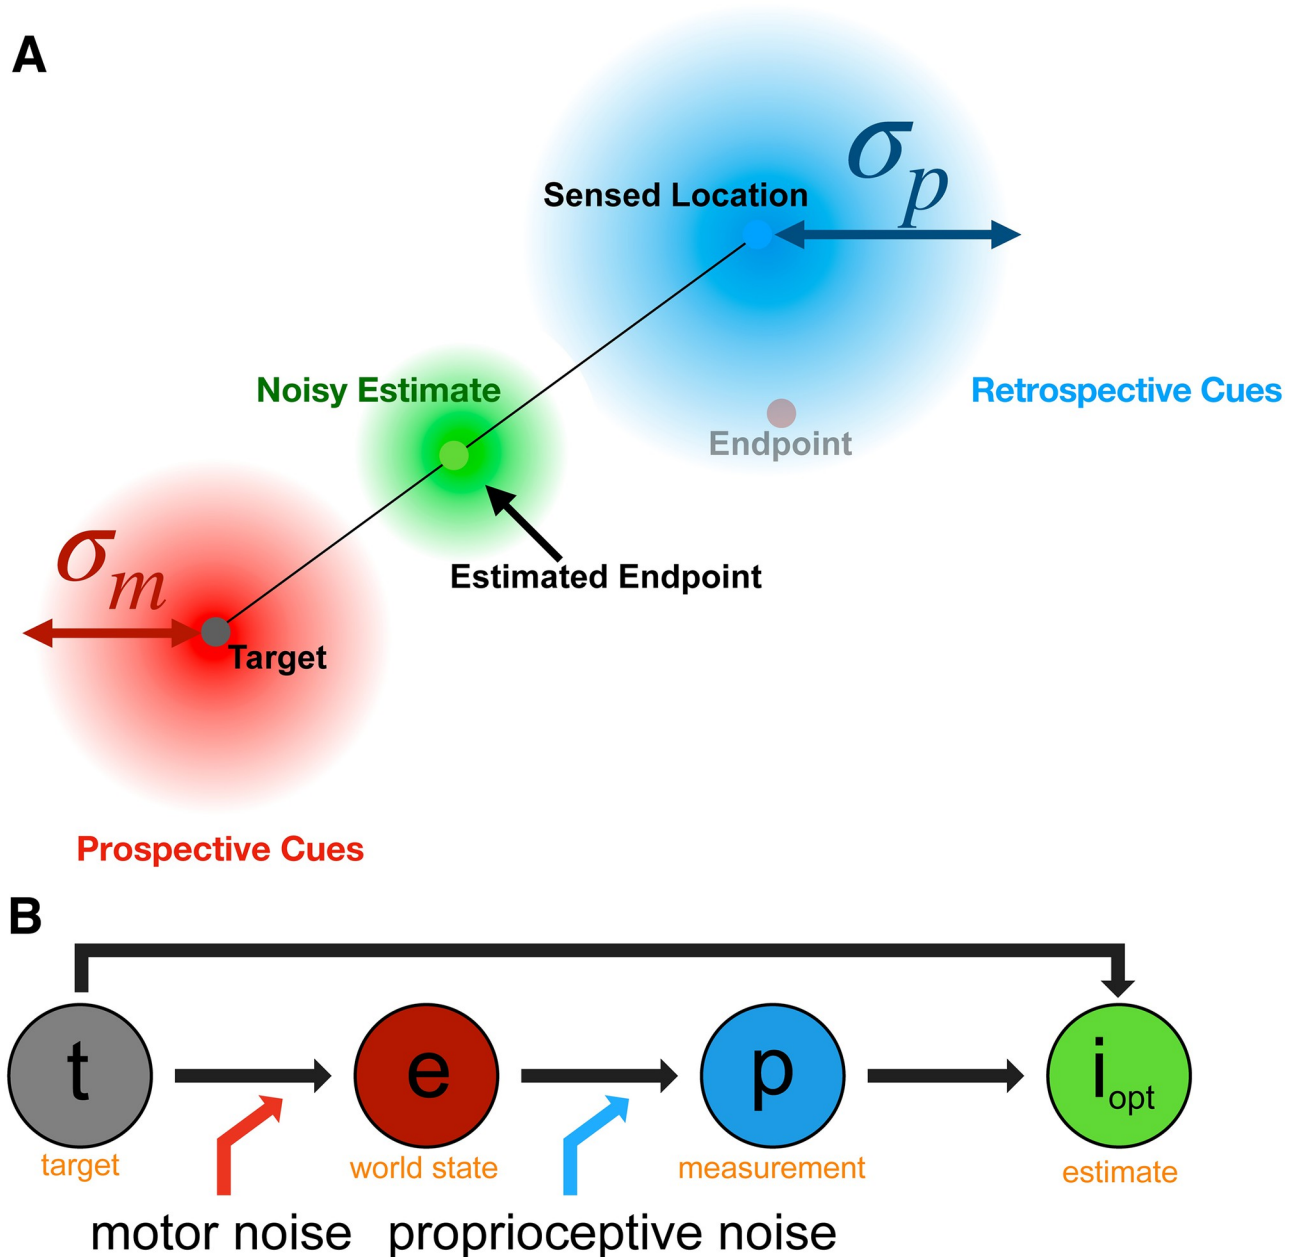 A
σp
Sensed Location
Noisy Estimate
Retrospective Cues
Endpoint
σm
Estimated Endpoint
Target
Prospective Cues
B
t
e
p
iopt
target
world state
measurement
estimate
motor noise
proprioceptive noise